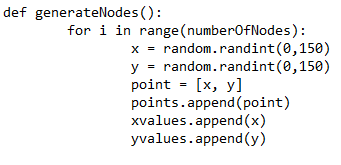 def generateNodes():
        for i in range(numberOfNodes):
                x = random.randint(0,150)
                y = random.randint(0,150)
                point = [x, y]
                points.append(point)
                xvalues.append(x)
                yvalues.append(y)